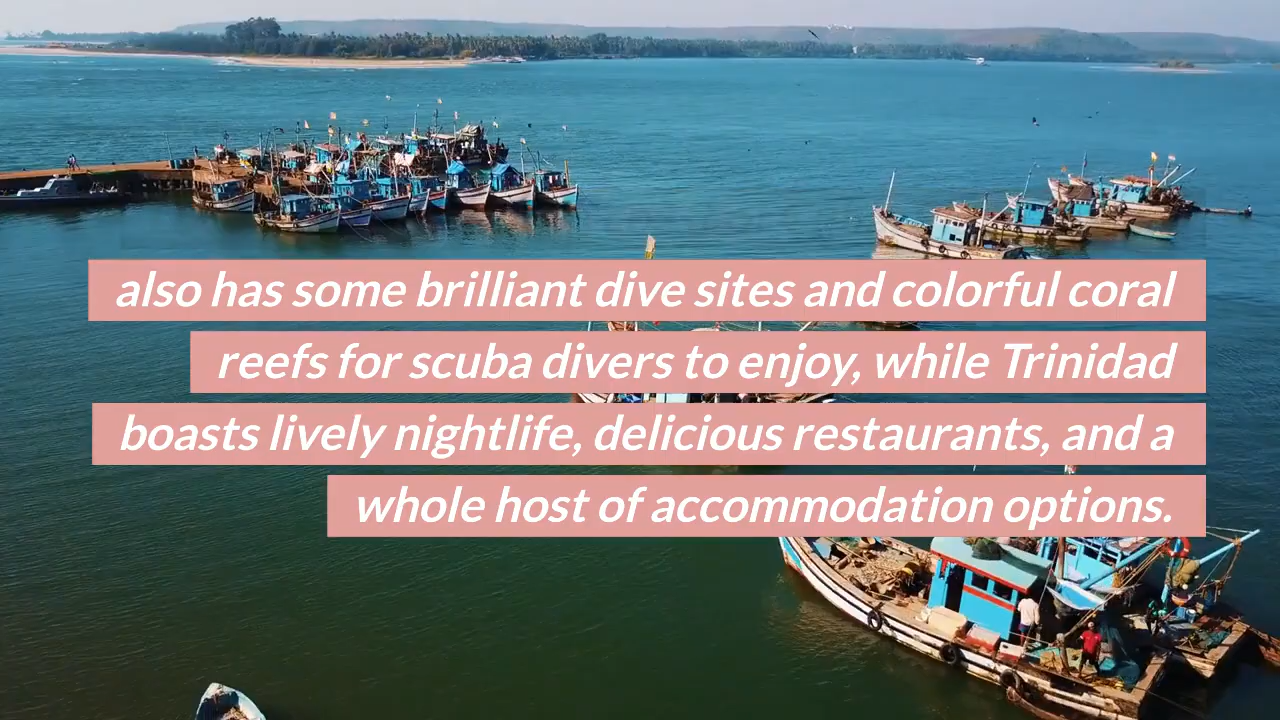 also has some brilliant dive sites and colorful coral
reefs for scuba divers to enjoy, while Trinidad
boasts lively nightlife, delicious restaurants, and a
whole host of accommodation options.